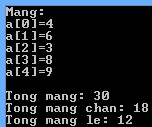 Mang:
a[0]=4
a[1]=6
a[2]=3
a[3]=8
a[4]=9
Tong mang: 30
Tong mang chan: 18
Tong mang le: 12